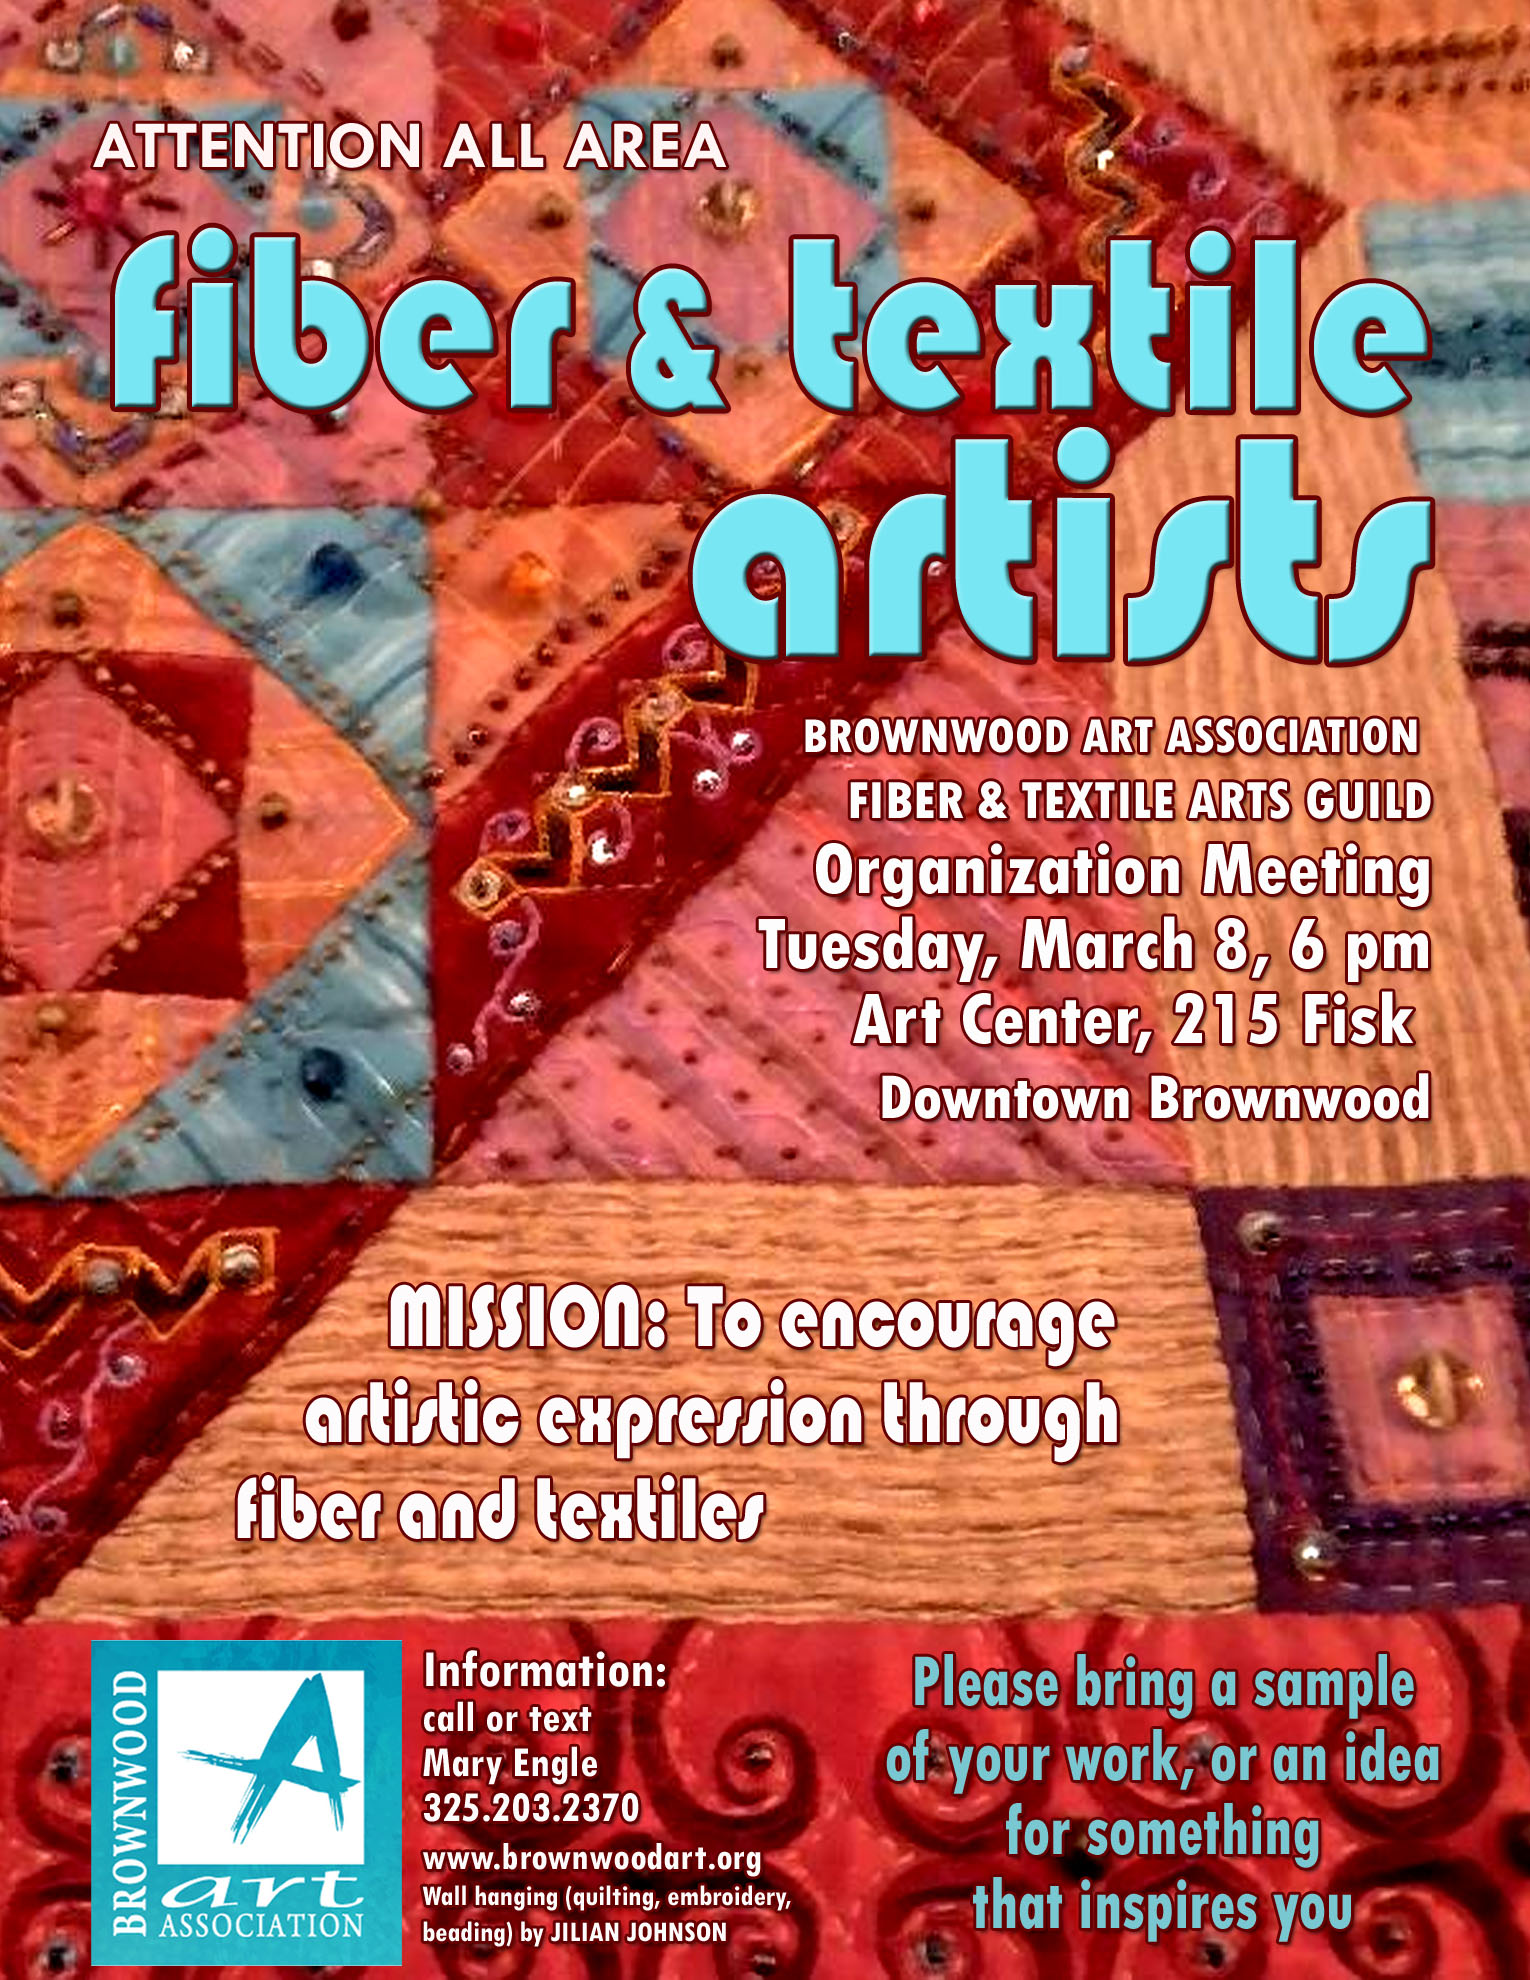 ATTENTION ALL AREA
fiber & textile
artists
BROWNWOOD ART ASSOCIATION
FIBER & TEXTILE ARTS GUILD
Organization Meeting
Tuesday, March 8, 6 pm
Art Center, 215 Fisk
Downtown Brownwood
MISSION: To encourage
artistic expression through
fiber and textiles
BROWNWOOD
A
art
ASSOCIATION
Information:
call or text
Mary Engle
325.203.2370
www.brownwoodart.org
Wall hanging (quilting, embroidery,
beading) by JILIAN JOHNSON
Please bring a sample
of your work, or an idea
for something
that inspires you